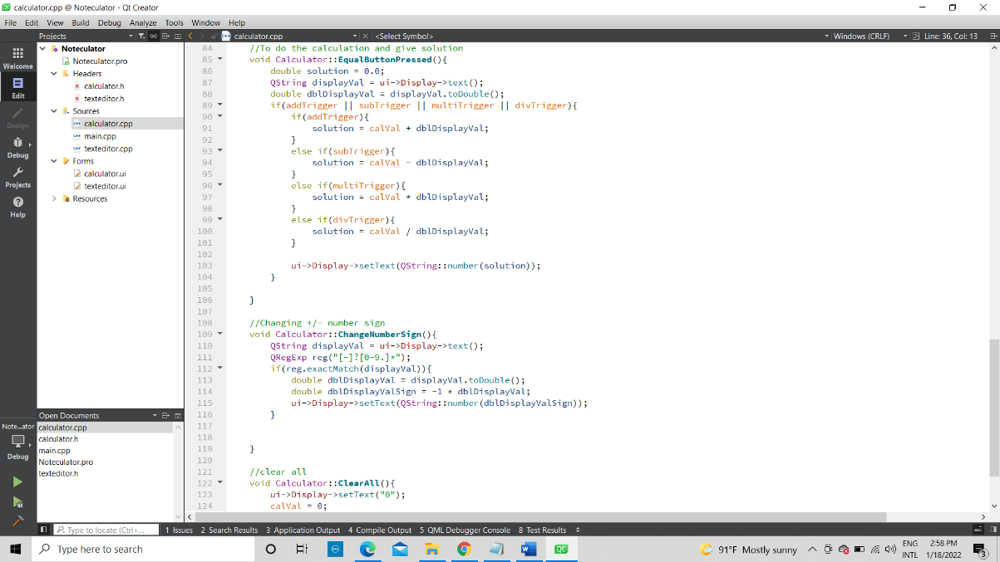 calculator.cpp @ Noteculator - Qt Creator
File Edit View Build Debug Analyze Tools Window Help
Projects
calculator.cpp
<Select Symbol>
Windows (CRLF)
Line: 36, Col: 13
Welcome
Edit
Design
Debug
Projects
Help
Noteculator
Noteculator.pro
Headers
calculator.h
texteditor.h
Sources
calculator.cpp
main.cpp
texteditor.cpp
Forms
calculator.ui
texteditor.ui
Resources
84 //To do the calculation and give solution
85 void Calculator::EqualButtonPressed(){
86 double solution = 0.0;
87 QString displayVal = ui->Display->text();
88 double dblDisplayVal = displayVal.toDouble();
89 if(addTrigger || subTrigger || multiTrigger || divTrigger){
90 if(addTrigger){
91 solution = calVal + dblDisplayVal;
92 }
93 else if(subTrigger){
94 solution = calVal - dblDisplayVal;
95 }
96 else if(multiTrigger){
97 solution = calVal * dblDisplayVal;
98 }
99 else if(divTrigger){
100 solution = calVal / dblDisplayVal;
101 }
102
103 ui->Display->setText(QString::number(solution));
104 }
105
106 }
107
108 //Changing +/- number sign
109 void Calculator::ChangeNumberSign(){
110 QString displayVal = ui->Display->text();
111 QRegExp reg("[-]?[0-9.]*");
112 if(reg.exactMatch(displayVal)){
113 double dblDisplayVal = displayVal.toDouble();
114 double dblDisplayValSign = -1 * dblDisplayVal;
115 ui->Display->setText(QString::number(dblDisplayValSign));
116 }
117
118
119 }
120
121 //clear all
122 void Calculator::ClearAll(){
123 ui->Display->setText("0");
124 calVal = 0;
Open Documents
calculator.cpp
calculator.h
main.cpp
Noteculator.pro
texteditor.h
Note...ator
Debug
Type to locate (Ctrl+...
1 Issues 2 Search Results 3 Application Output 4 Compile Output 5 QML Debugger Console 8 Test Results
Type here to search
91°F Mostly sunny
ENG
INTL
2:58 PM
1/18/2022
3